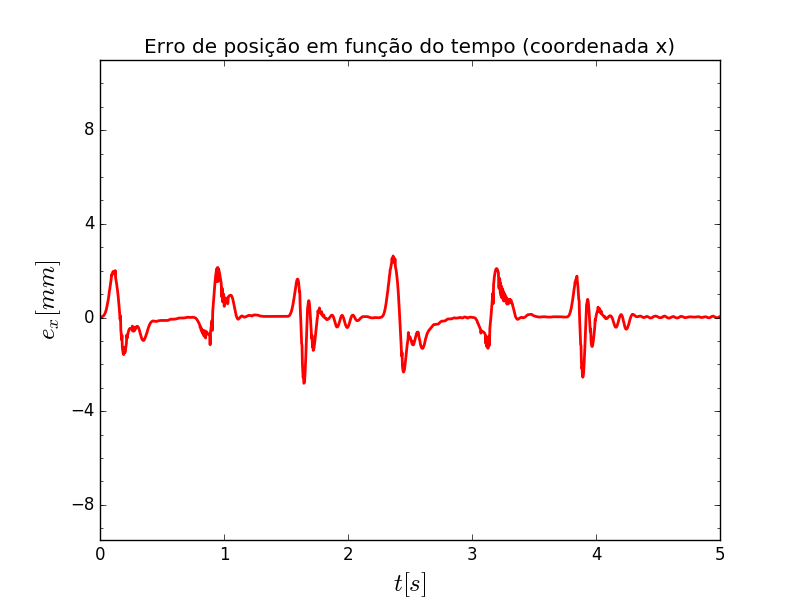 Erro de posição em função do tempo (coordenada x)
8
4
0
−4
−8
e_x[mm]
0 1 2 3 4 5
t[s]